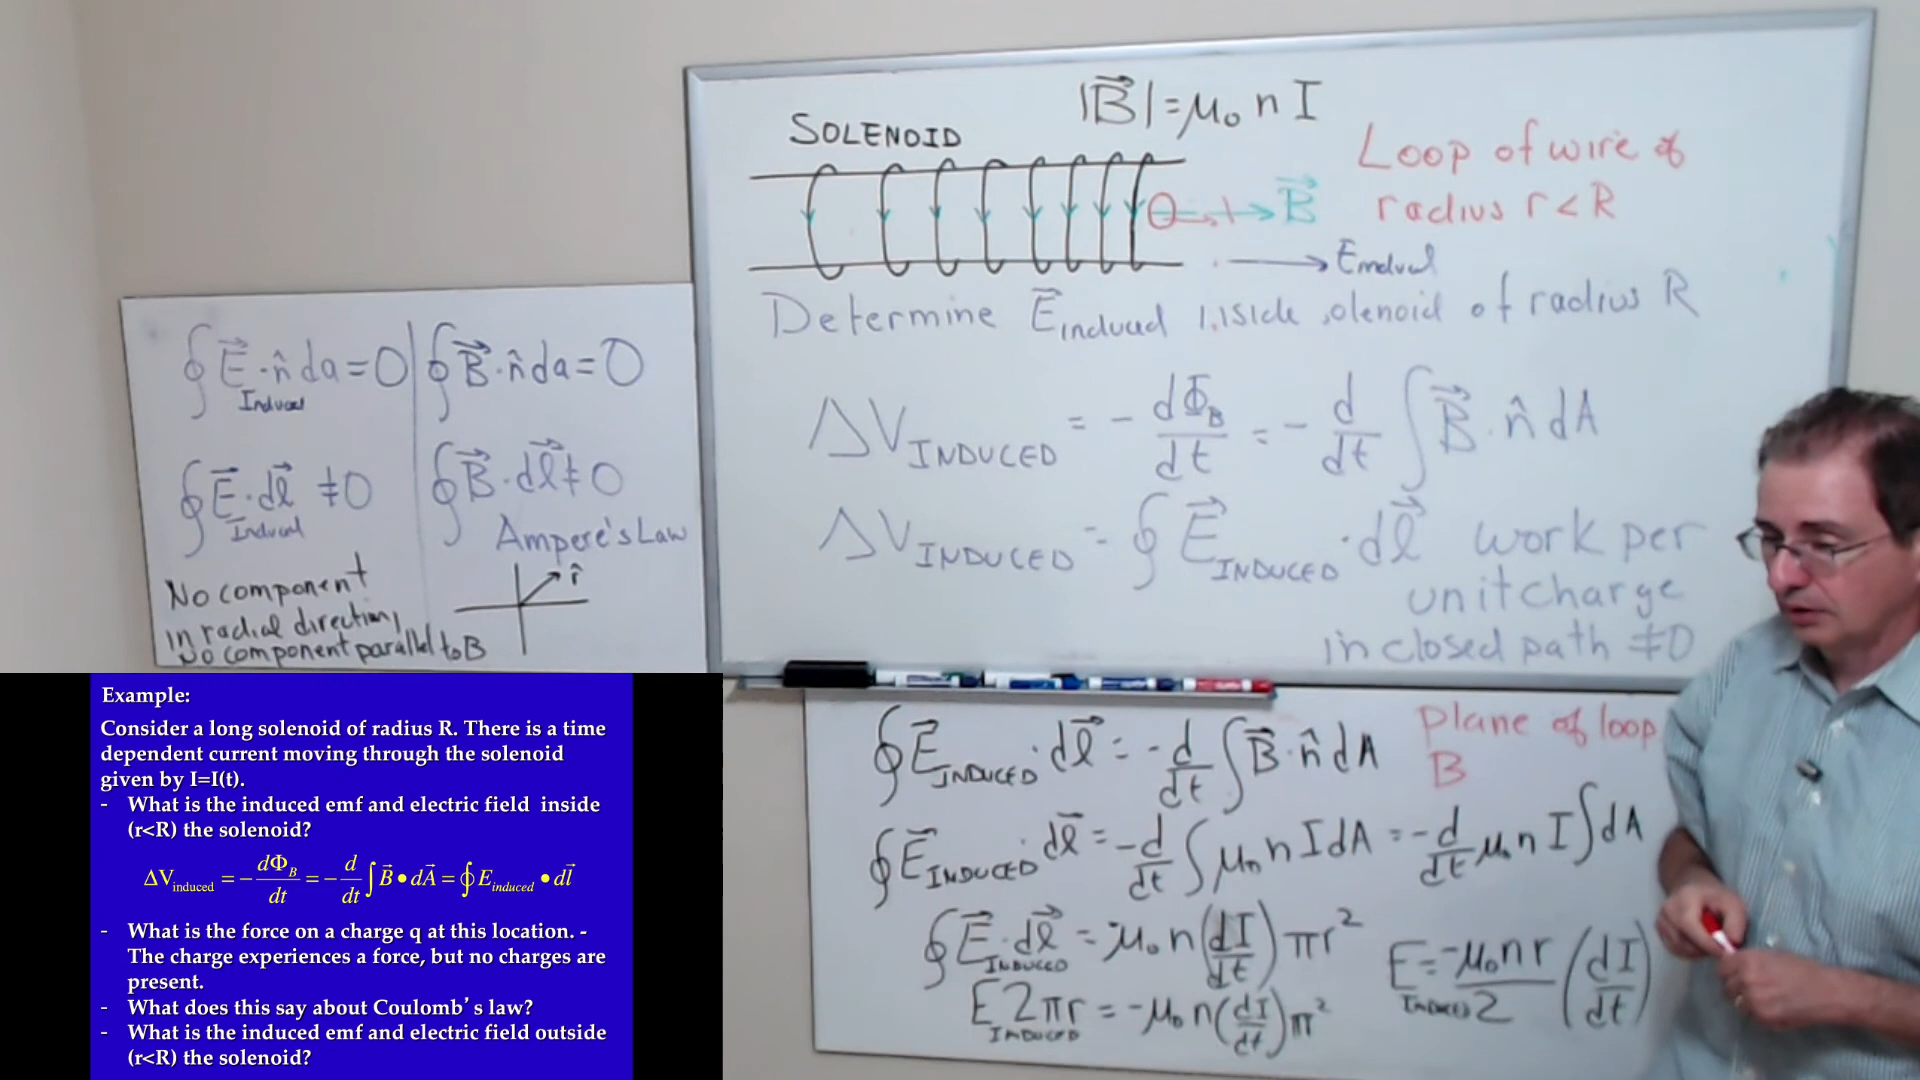 |B⃗| = μ₀ n I
SOLENOID
Loop of wire of
radius r < R
B⃗
Determine E⃗ induced solenoid of radius R
ΔV INDUCED = - dΦ_B/dt = - d/dt ∫ B⃗ · n̂ dA
ΔV INDUCED = ∮ E⃗ INDUCED · dℓ⃗ work per
unit charge
in closed path ≠ 0
∮ E⃗ Induced · n̂ da = 0
∮ B⃗ · n̂ da = 0
∮ E⃗ Induced · dℓ⃗ ≠ 0
∮ B⃗ · dℓ⃗ ≠ 0
Ampere's Law
r̂
No component
in radial direction,
No component parallel to B
∮ E⃗ INDUCED · dℓ⃗ = - d/dt ∫ B⃗ · n̂ dA
Plane of loop
B
∮ E⃗ INDUCED · dℓ⃗ = - d/dt ∫ μ₀ n I dA = - d/dt μ₀ n I ∫ dA
∮ E⃗ INDUCED · dℓ⃗ = - μ₀ n (dI/dt) πr²
E INDUCED 2πr = - μ₀ n (dI/dt) πr²
E INDUCED = -μ₀ n r/2 (dI/dt)
Example:
Consider a long solenoid of radius R. There is a time
dependent current moving through the solenoid
given by I=I(t).
- What is the induced emf and electric field inside
(r<R) the solenoid?
ΔV induced = - dΦ_B/dt = - d/dt ∫ B⃗ • dA⃗ = ∮ E induced • dl⃗
- What is the force on a charge q at this location. -
The charge experiences a force, but no charges are
present.
- What does this say about Coulomb's law?
- What is the induced emf and electric field outside
(r<R) the solenoid?